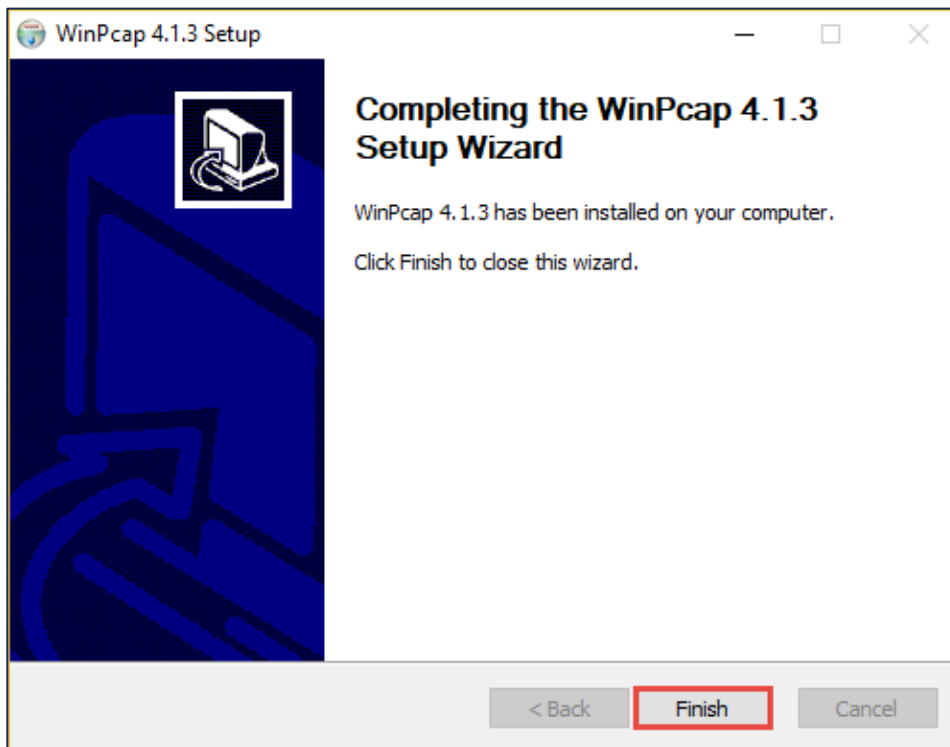 WinPcap 4.1.3 Setup
Completing the WinPcap 4.1.3
Setup Wizard
WinPcap 4.1.3 has been installed on your computer.
Click Finish to close this wizard.
< Back
Finish
Cancel